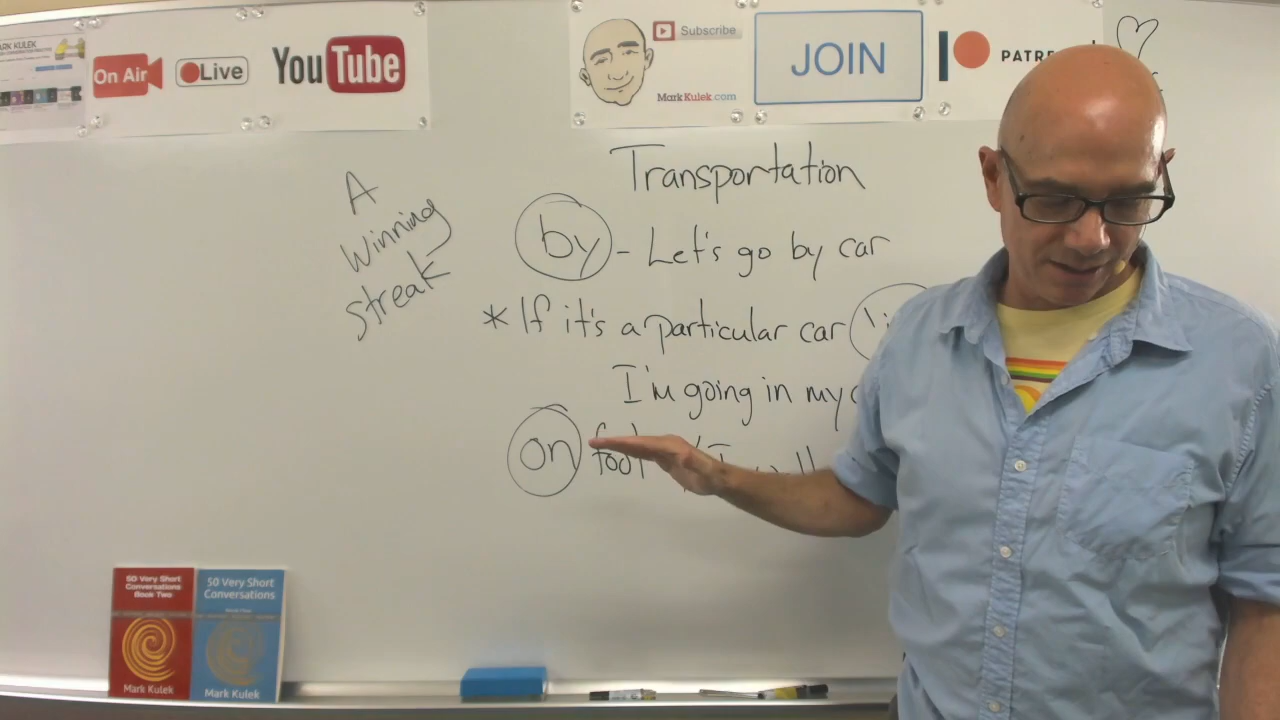 ARK KULEK
On Air
Live
YouTube
Subscribe
MarkKulek.com
JOIN
Transportation
by - Let's go by car
* If it's a particular car
I'm going in my
on
A
Winning
streak
50 Very Short
Conversations
Book Two
Mark Kulek
50 Very Short
Conversations
Mark Kulek